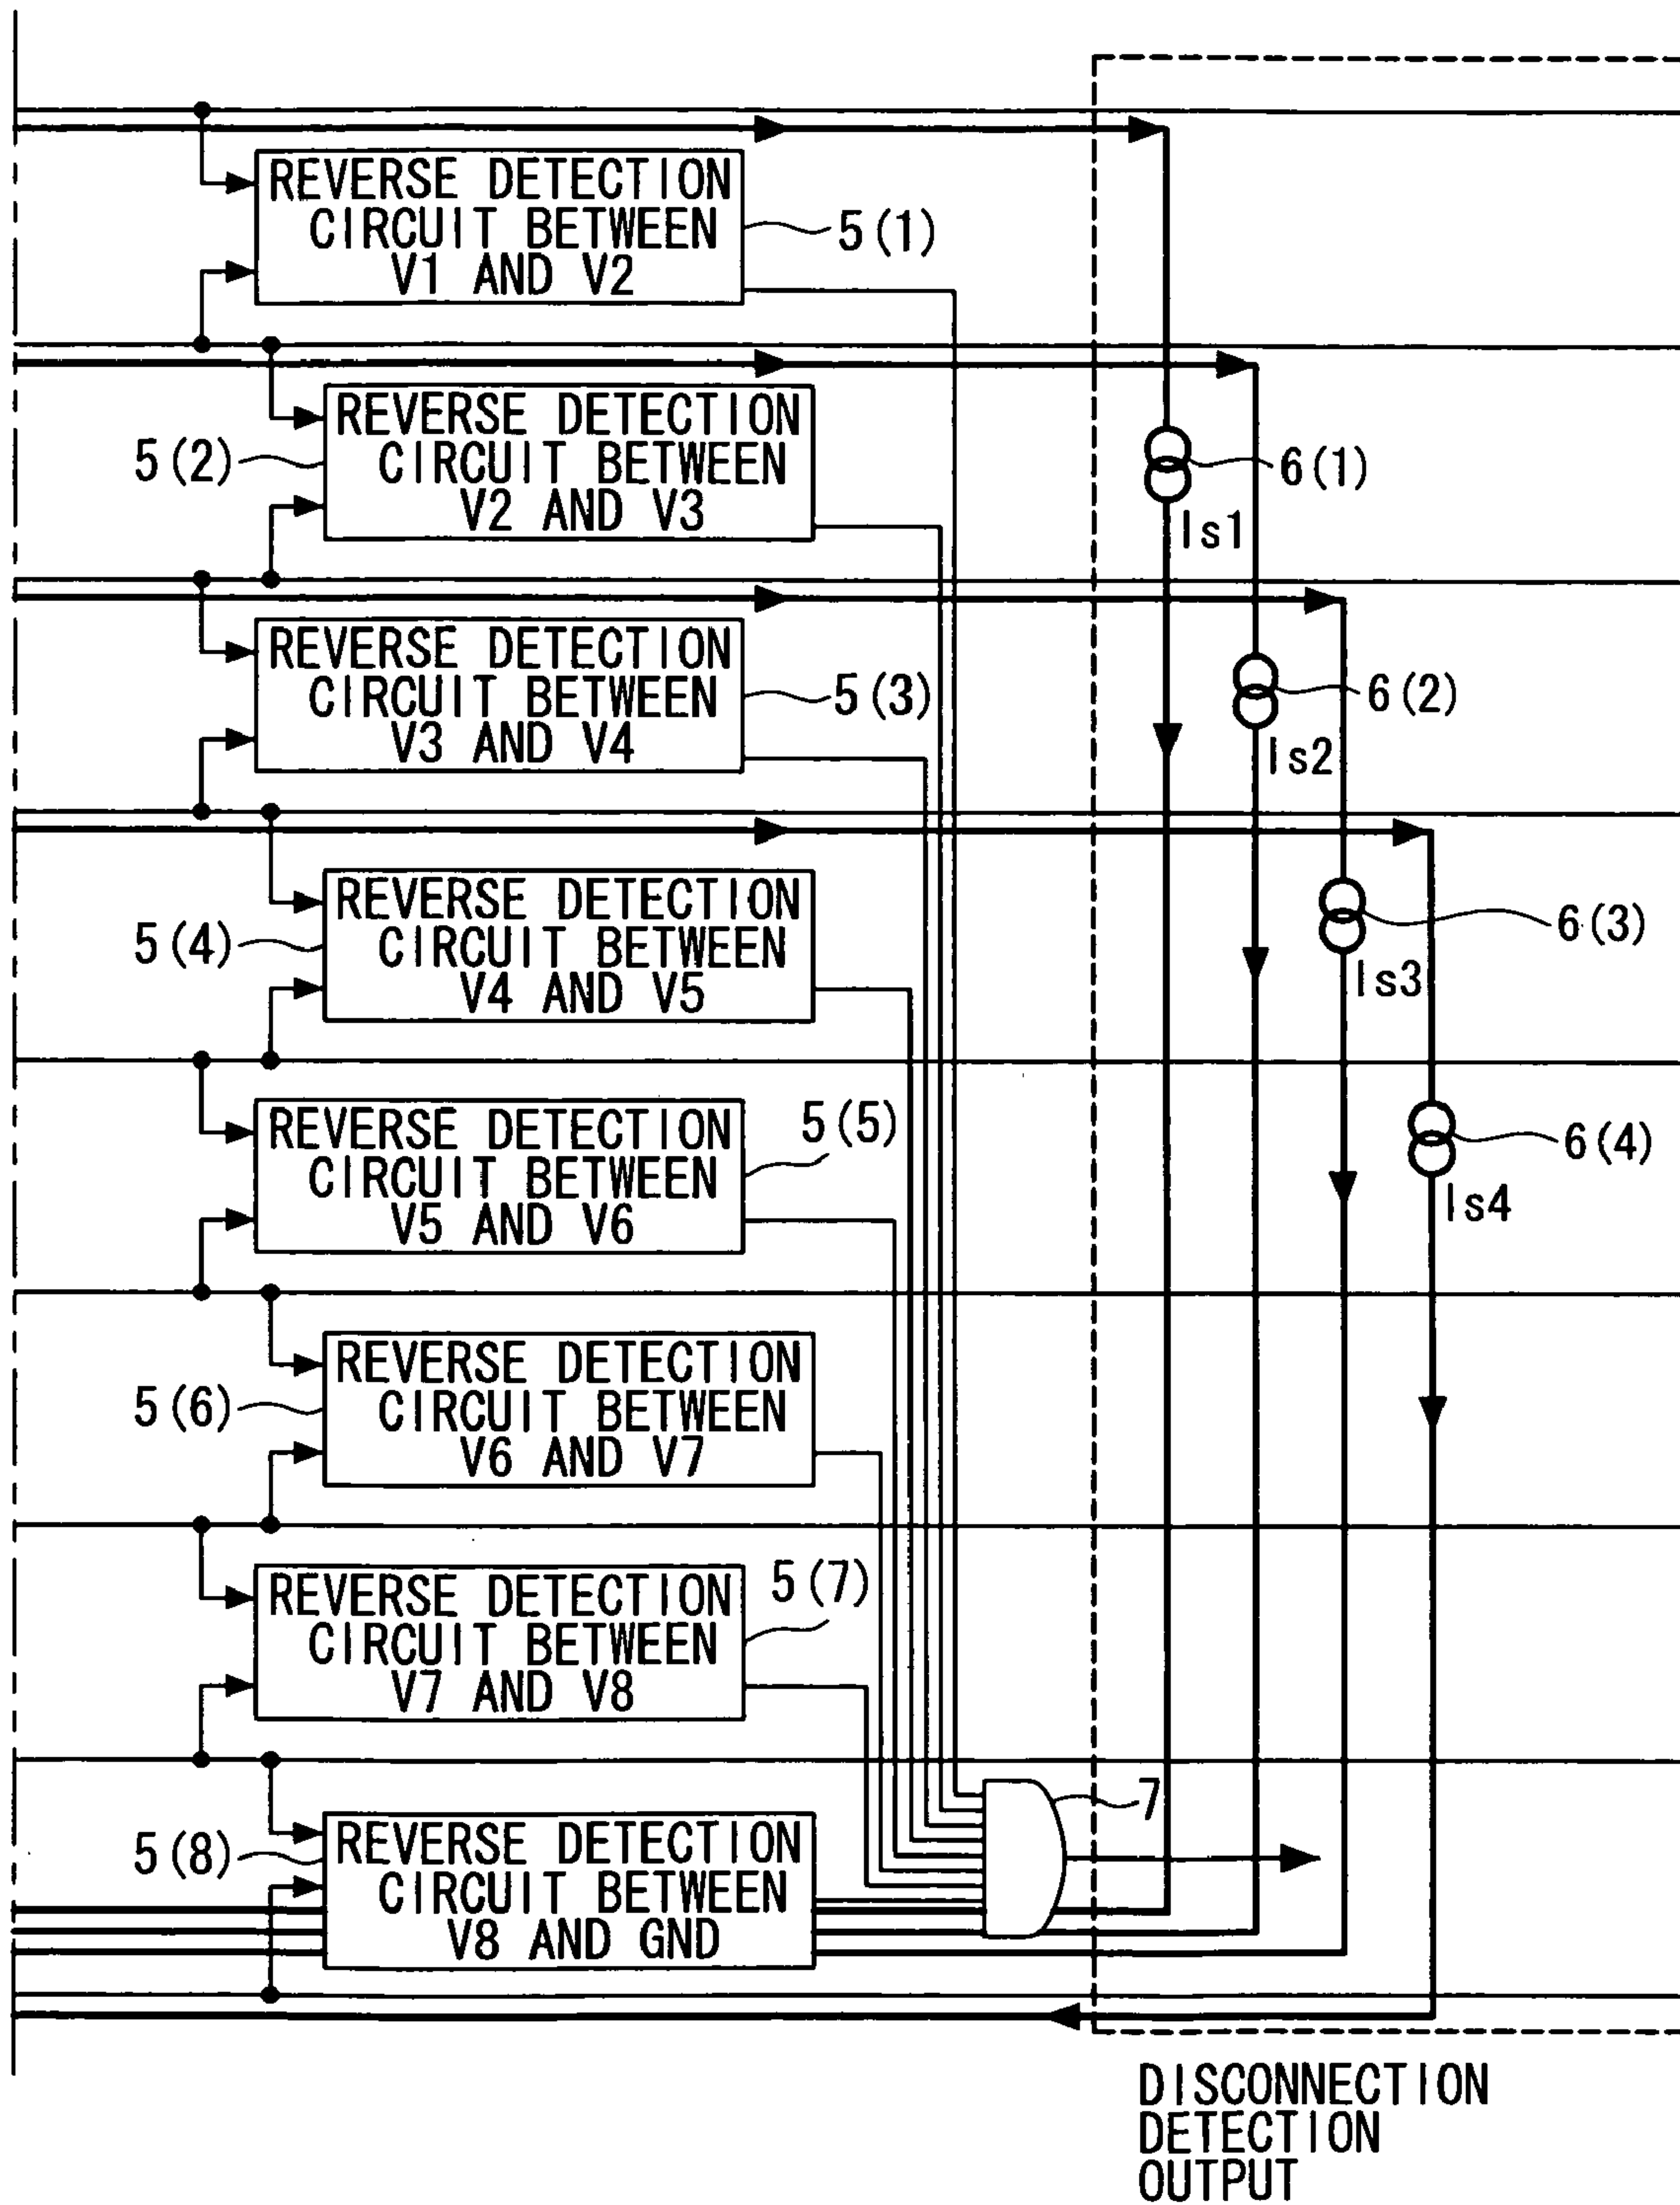 REVERSE DETECTION
CIRCUIT BETWEEN
V1 AND V2
5(1)
REVERSE DETECTION
CIRCUIT BETWEEN
V2 AND V3
5(2)
6(1)
Is1
REVERSE DETECTION
CIRCUIT BETWEEN
V3 AND V4
5(3)
6(2)
Is2
REVERSE DETECTION
CIRCUIT BETWEEN
V4 AND V5
5(4)
6(3)
Is3
REVERSE DETECTION
CIRCUIT BETWEEN
V5 AND V6
5(5)
6(4)
Is4
REVERSE DETECTION
CIRCUIT BETWEEN
V6 AND V7
5(6)
REVERSE DETECTION
CIRCUIT BETWEEN
V7 AND V8
5(7)
7
REVERSE DETECTION
CIRCUIT BETWEEN
V8 AND GND
5(8)
DISCONNECTION
DETECTION
OUTPUT